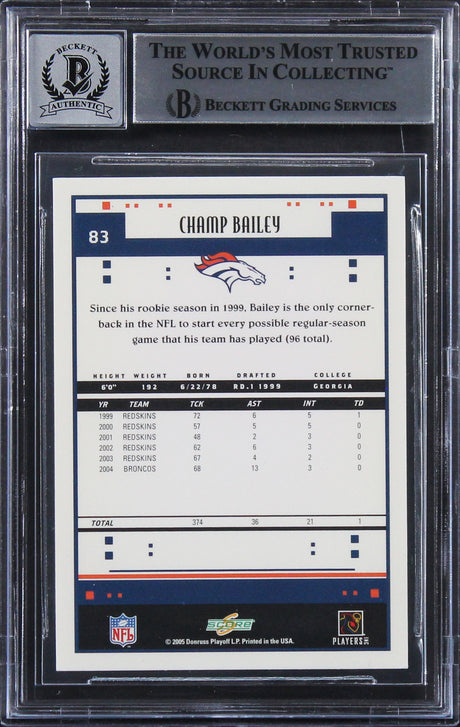 BECKETT
B
AUTHENTIC
THE WORLD'S MOST TRUSTED
SOURCE IN COLLECTING™
B BECKETT GRADING SERVICES
83
CHAMP BAILEY
Since his rookie season in 1999, Bailey is the only corner-
back in the NFL to start every possible regular-season
game that his team has played (96 total).
HEIGHT WEIGHT BORN DRAFTED COLLEGE
6'0" 192 6/22/78 RD.1 1999 GEORGIA
YR TEAM TCK AST INT TD
1999 REDSKINS 72 6 5 1
2000 REDSKINS 57 5 5 0
2001 REDSKINS 48 2 3 0
2002 REDSKINS 62 6 3 0
2003 REDSKINS 67 4 2 0
2004 BRONCOS 68 13 3 0
TOTAL 374 36 21 1
NFL
SCORE
PLAYERS INC
© 2005 Donruss Playoff L.P. Printed in the USA.